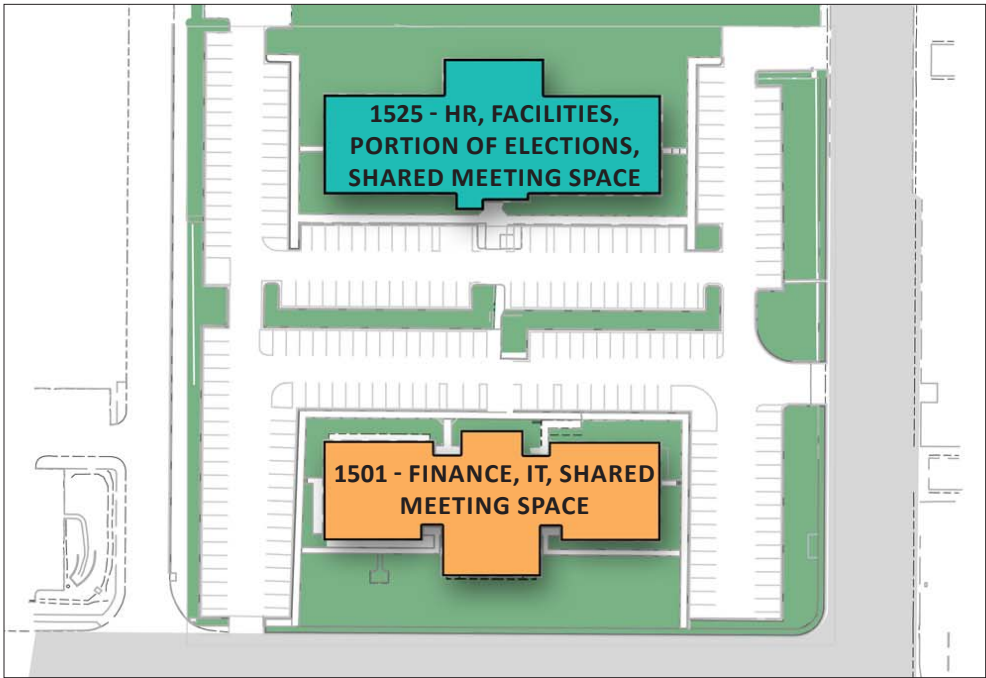 1525 - HR, FACILITIES,
PORTION OF ELECTIONS,
SHARED MEETING SPACE
1501 - FINANCE, IT, SHARED
MEETING SPACE